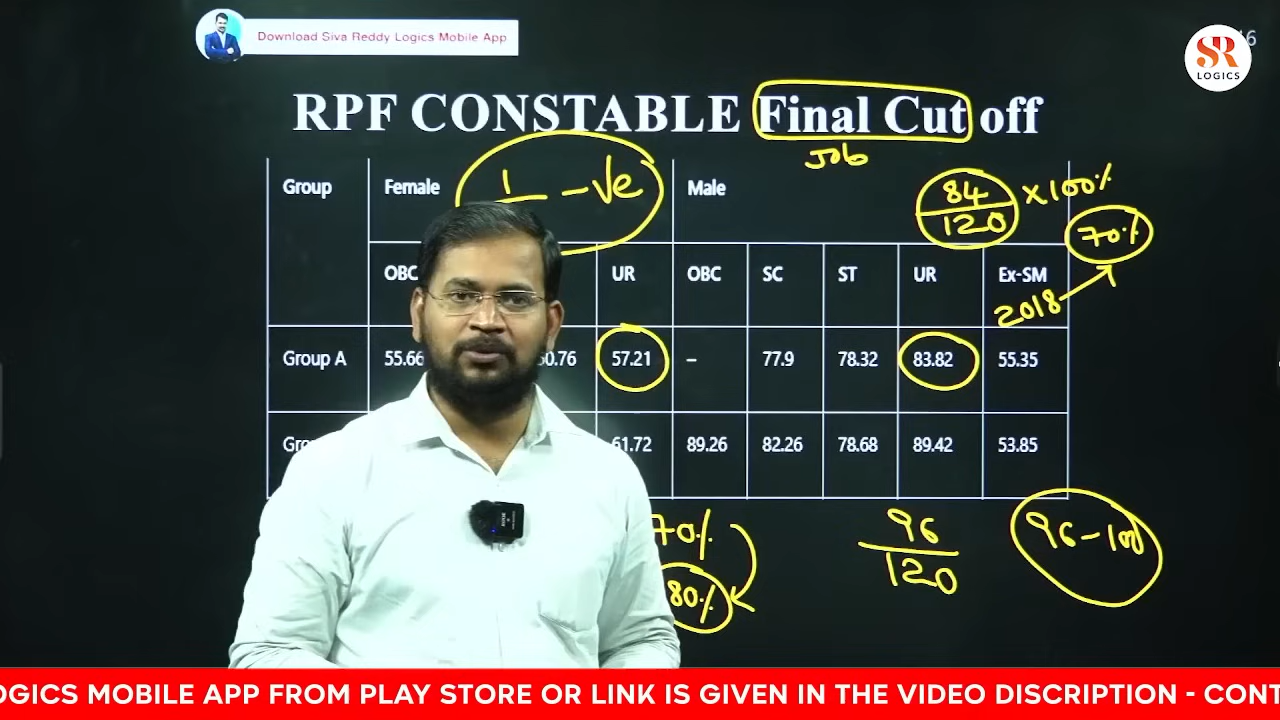 Download Siva Reddy Logics Mobile App
SR
LOGICS
RPF CONSTABLE Final Cut off
Job
Group Female 1 -Ve Male 84/120 ×100%
70%
OBC UR OBC SC ST UR Ex-SM
2018
Group A 55.66 57.21 – 77.9 78.32 83.82 55.35
61.72 89.26 82.26 78.68 89.42 53.85
70% 96/120 96-100
80%
OGICS MOBILE APP FROM PLAY STORE OR LINK IS GIVEN IN THE VIDEO DISCRIPTION - CONT